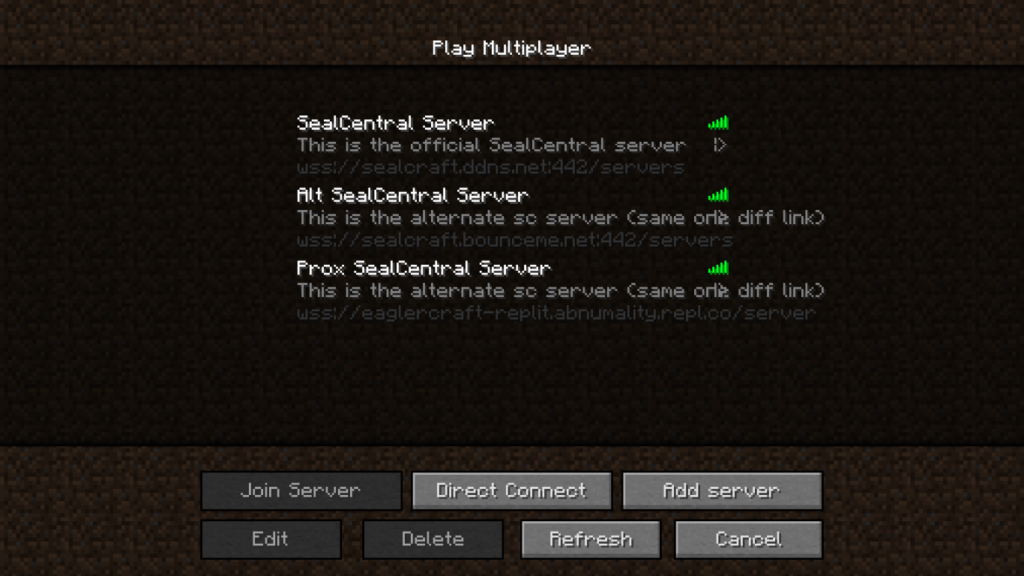 Play Multiplayer
SealCentral Server
This is the official SealCentral server
wss://sealcraft.ddns.net:442/servers
Alt SealCentral Server
This is the alternate sc server (same one diff link)
wss://sealcraft.bounceme.net:442/servers
Prox SealCentral Server
This is the alternate sc server (same one diff link)
wss://eaglercraft-replit.abnumality.repl.co/server
Join Server
Direct Connect
Add server
Edit
Delete
Refresh
Cancel